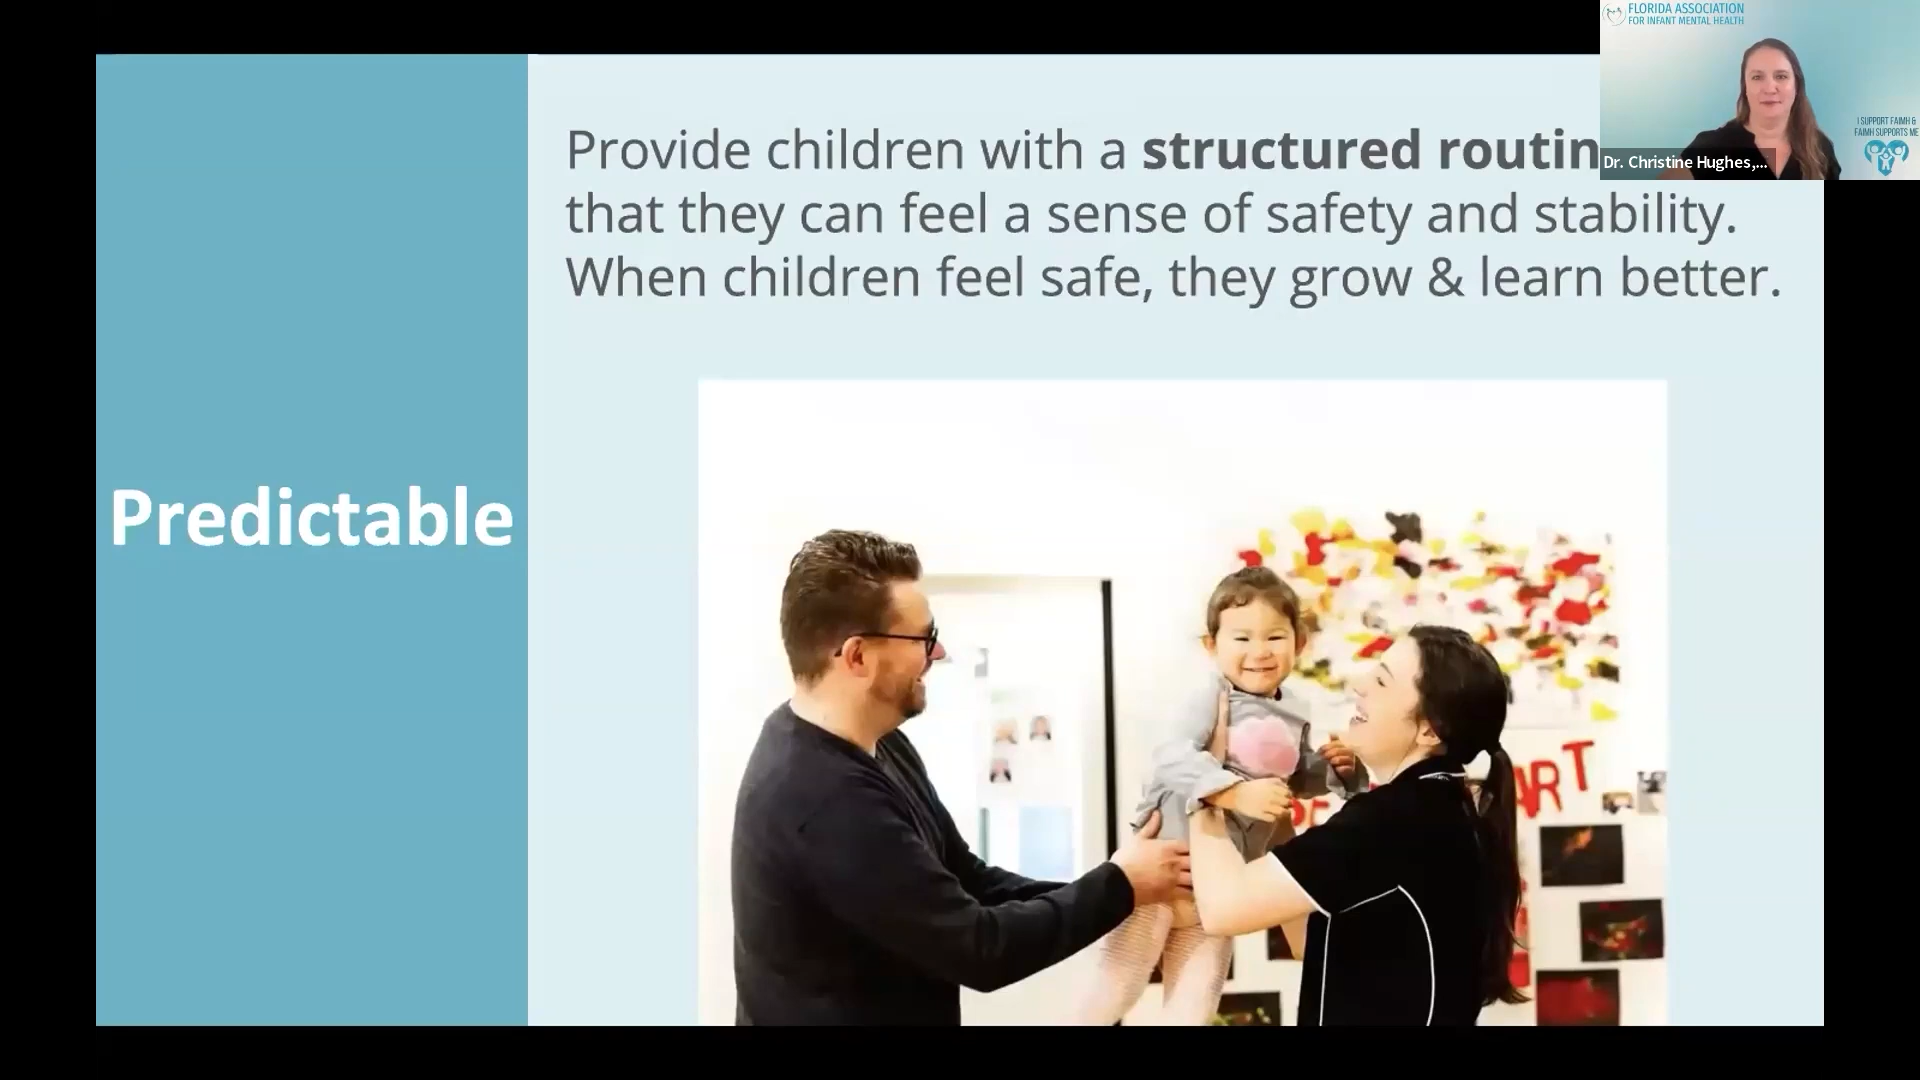 FLORIDA ASSOCIATION
FOR INFANT MENTAL HEALTH
I SUPPORT FAIMH &
FAIMH SUPPORTS ME
Dr. Christine Hughes,...
Provide children with a structured routin
that they can feel a sense of safety and stability.
When children feel safe, they grow & learn better.
Predictable
ART